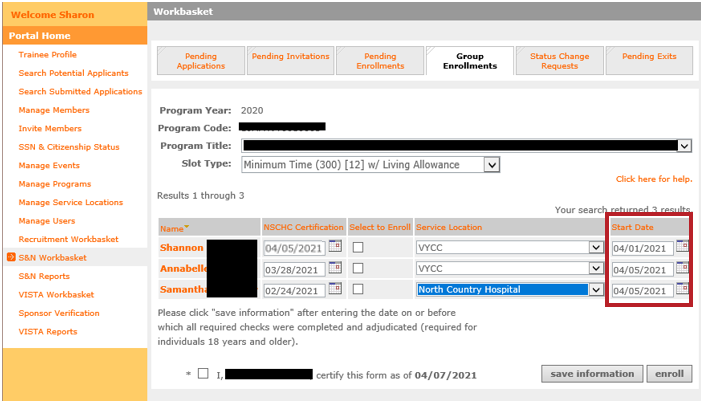 Welcome Sharon
Portal Home
Trainee Profile
Search Potential Applicants
Search Submitted Applications
Manage Members
Invite Members
SSN & Citizenship Status
Manage Events
Manage Programs
Manage Service Locations
Manage Users
Recruitment Workbasket
S&N Workbasket
S&N Reports
VISTA Workbasket
Sponsor Verification
VISTA Reports
Workbasket
Pending Applications
Pending Invitations
Pending Enrollments
Group Enrollments
Status Change Requests
Pending Exits
Program Year: 2020
Program Code:
Program Title:
Slot Type: Minimum Time (300) [12] w/ Living Allowance
Click here for help.
Results 1 through 3
Your search returned 3 results.
Name NSCHC Certification Select to Enroll Service Location Start Date
Shannon 04/05/2021 VYCC 04/01/2021
Annabelle 03/28/2021 VYCC 04/05/2021
Samantha 02/24/2021 North Country Hospital 04/05/2021
Please click "save information" after entering the date on or before
which all required checks were completed and adjudicated (required for
individuals 18 years and older).
* I, certify this form as of 04/07/2021
save information enroll